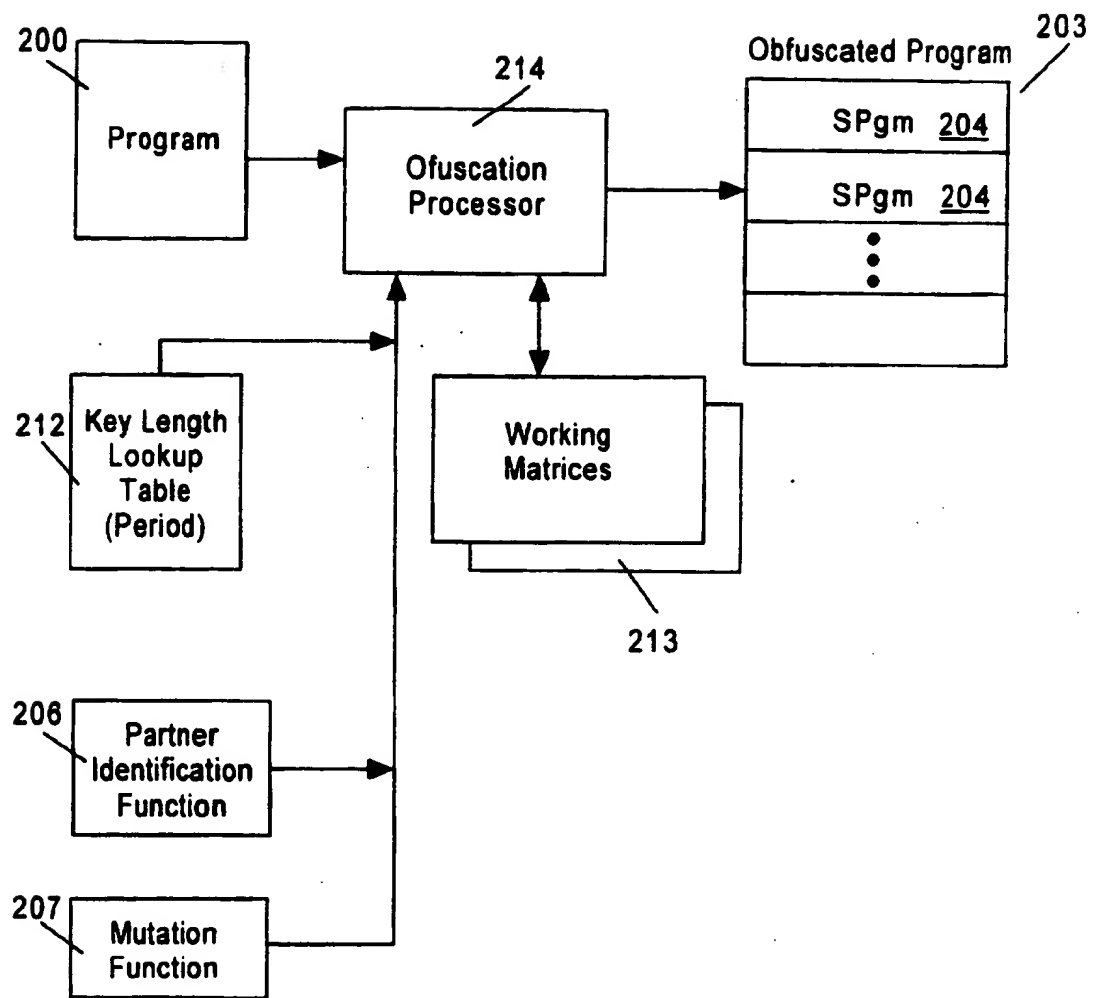 200
Program
214
Ofuscation
Processor
203
Obfuscated Program
SPgm 204
SPgm 204
212
Key Length
Lookup
Table
(Period)
Working
Matrices
213
206
Partner
Identification
Function
207
Mutation
Function